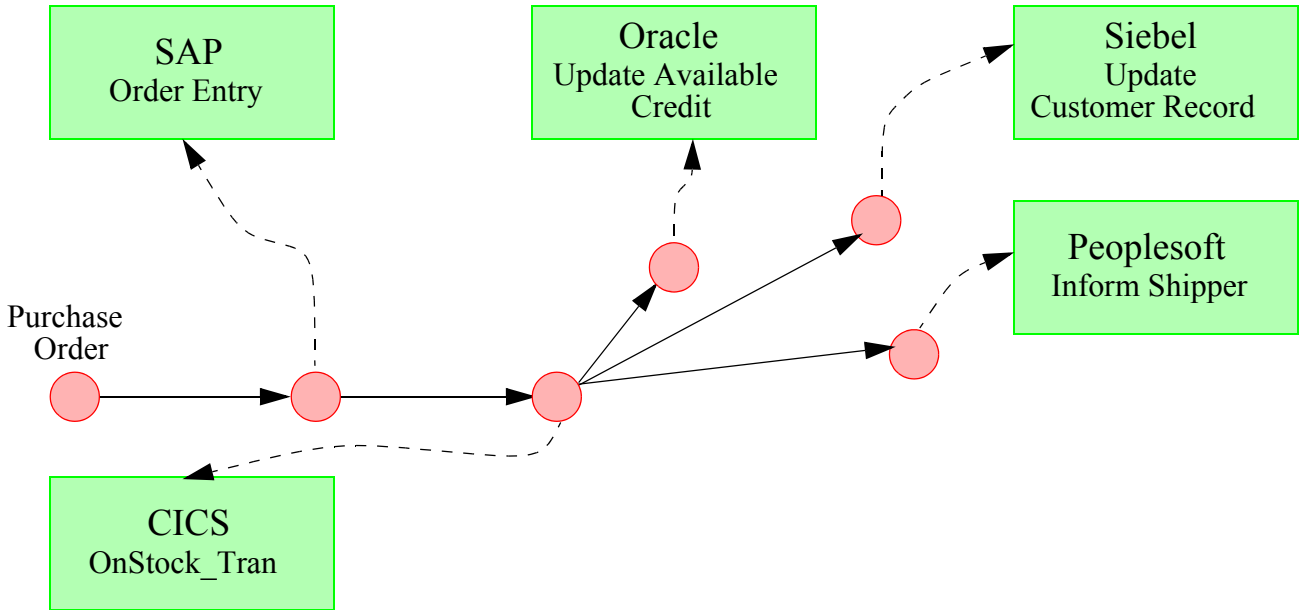 SAP
Order Entry
Oracle
Update Available
Credit
Siebel
Update
Customer Record
Peoplesoft
Inform Shipper
Purchase
Order
CICS
OnStock_Tran